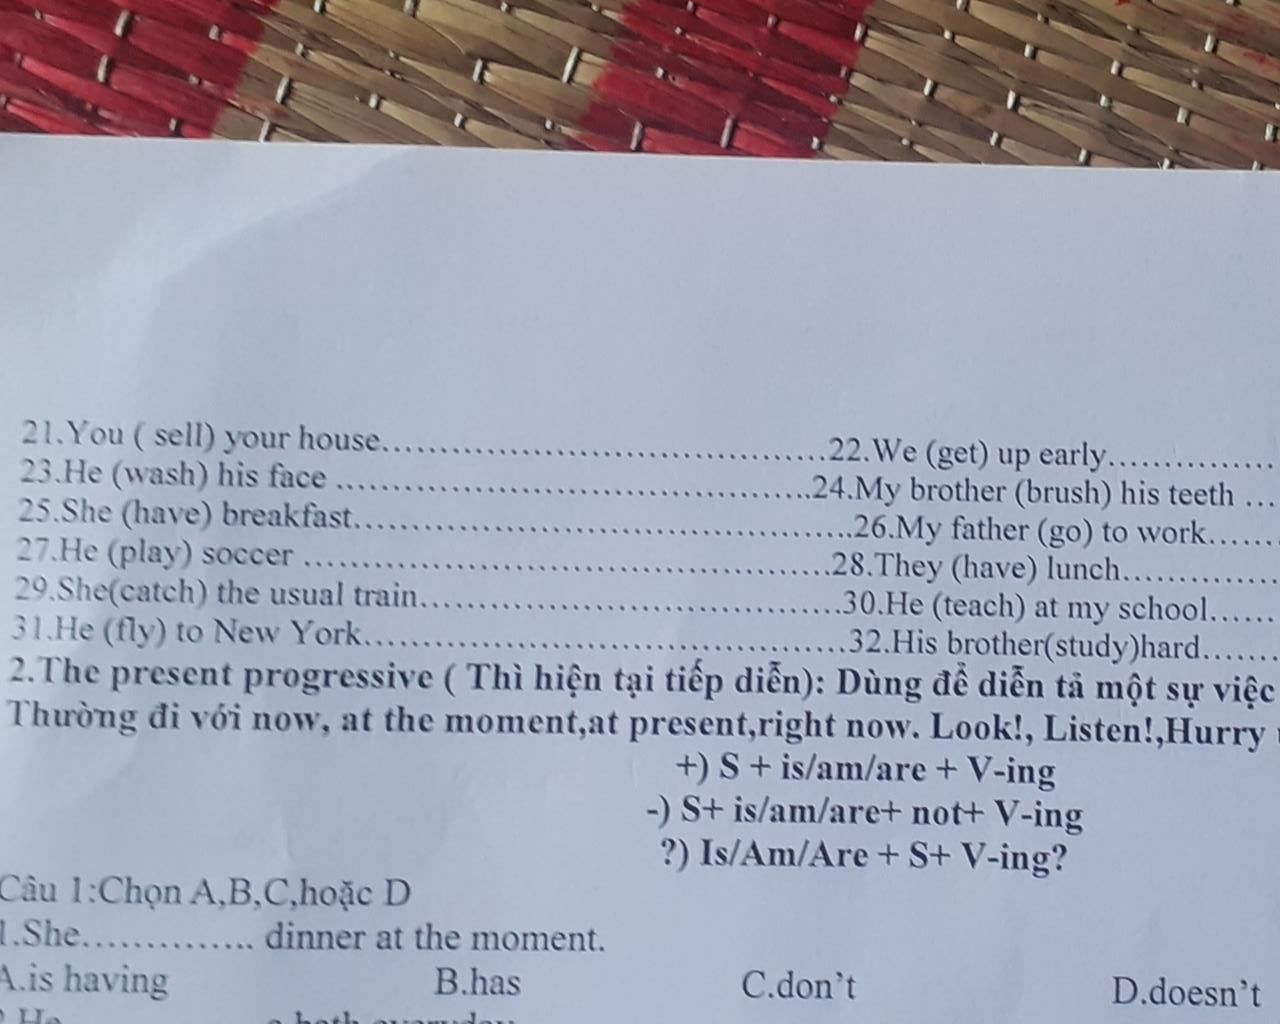 21.You ( sell) your house..........................................22.We (get) up early...............
23.He (wash) his face .............................................24.My brother (brush) his teeth ...
25.She (have) breakfast...............................................26.My father (go) to work......
27.He (play) soccer ..................................................28.They (have) lunch...............
29.She(catch) the usual train........................................30.He (teach) at my school......
31.He (fly) to New York..............................................32.His brother(study)hard.......
2.The present progressive ( Thì hiện tại tiếp diễn): Dùng để diễn tả một sự việc
Thường đi với now, at the moment,at present,right now. Look!, Listen!,Hurry
+) S + is/am/are + V-ing
-) S+ is/am/are+ not+ V-ing
?) Is/Am/Are + S+ V-ing?
Câu 1:Chọn A,B,C,hoặc D
1.She............... dinner at the moment.
A.is having B.has C.don't D.doesn't
He